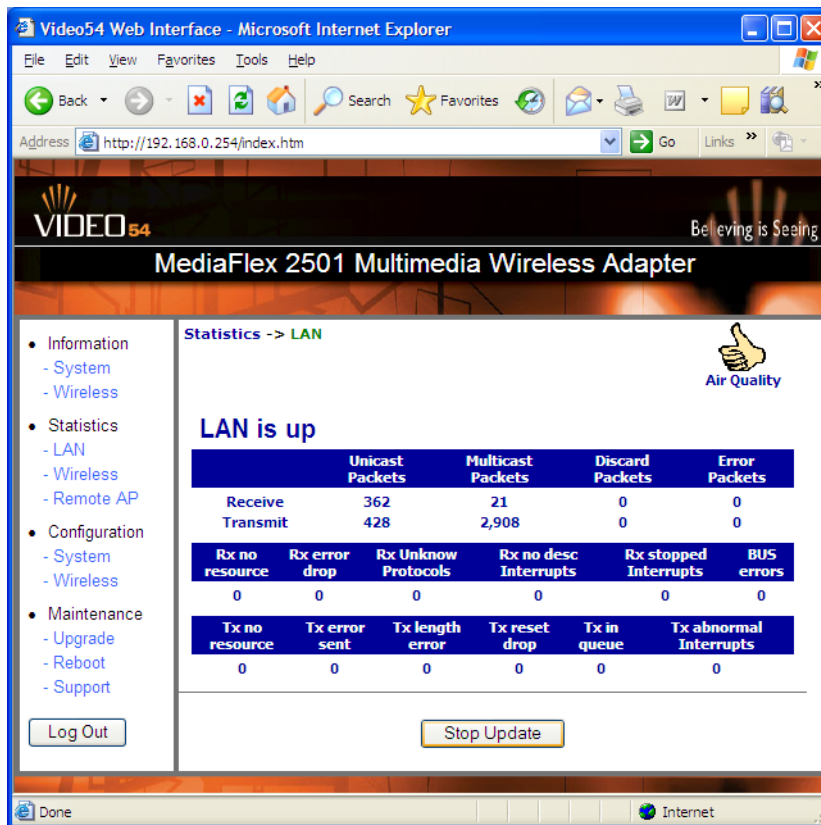 Video54 Web Interface - Microsoft Internet Explorer
File Edit View Favorites Tools Help
Back Search Favorites
Address http://192.168.0.254/index.htm Go Links
VIDEO54
Believing is Seeing
MediaFlex 2501 Multimedia Wireless Adapter
Information
- System
- Wireless
Statistics
- LAN
- Wireless
- Remote AP
Configuration
- System
- Wireless
Maintenance
- Upgrade
- Reboot
- Support
Log Out
Statistics -> LAN
Air Quality
LAN is up
Unicast Packets Multicast Packets Discard Packets Error Packets
Receive 362 21 0 0
Transmit 428 2,908 0 0
Rx no resource Rx error drop Rx Unknow Protocols Rx no desc Interrupts Rx stopped Interrupts BUS errors
0 0 0 0 0 0
Tx no resource Tx error sent Tx length error Tx reset drop Tx in queue Tx abnormal Interrupts
0 0 0 0 0 0
Stop Update
Done Internet